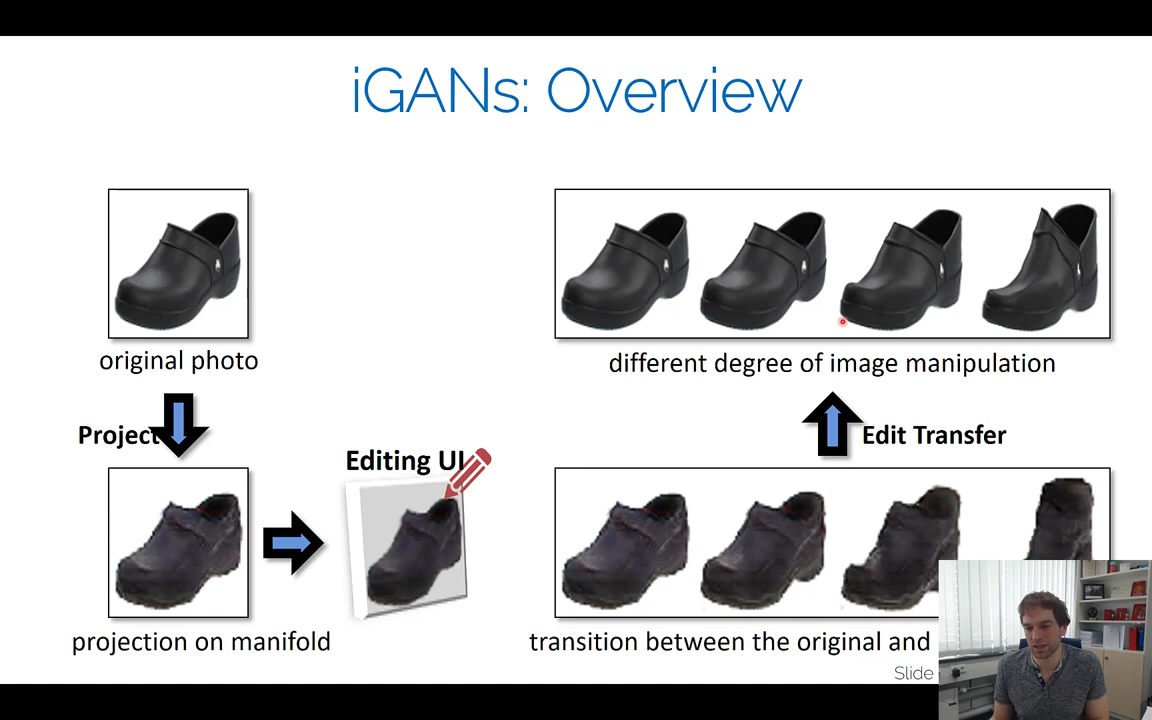 iGANs: Overview
original photo
different degree of image manipulation
Project
Edit Transfer
Editing UI
projection on manifold
transition between the original and
Slide